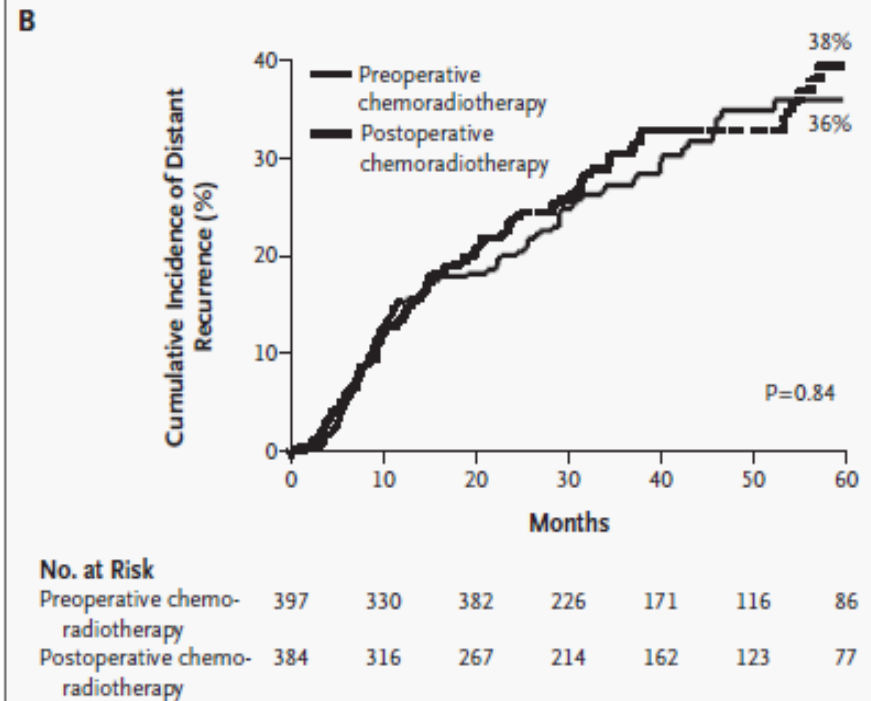 B
Cumulative Incidence of Distant
Recurrence (%)
40
30
20
10
0
Preoperative
chemoradiotherapy
Postoperative
chemoradiotherapy
38%
36%
P=0.84
0 10 20 30 40 50 60
Months
No. at Risk
Preoperative chemo- 397 330 382 226 171 116 86
radiotherapy
Postoperative chemo- 384 316 267 214 162 123 77
radiotherapy